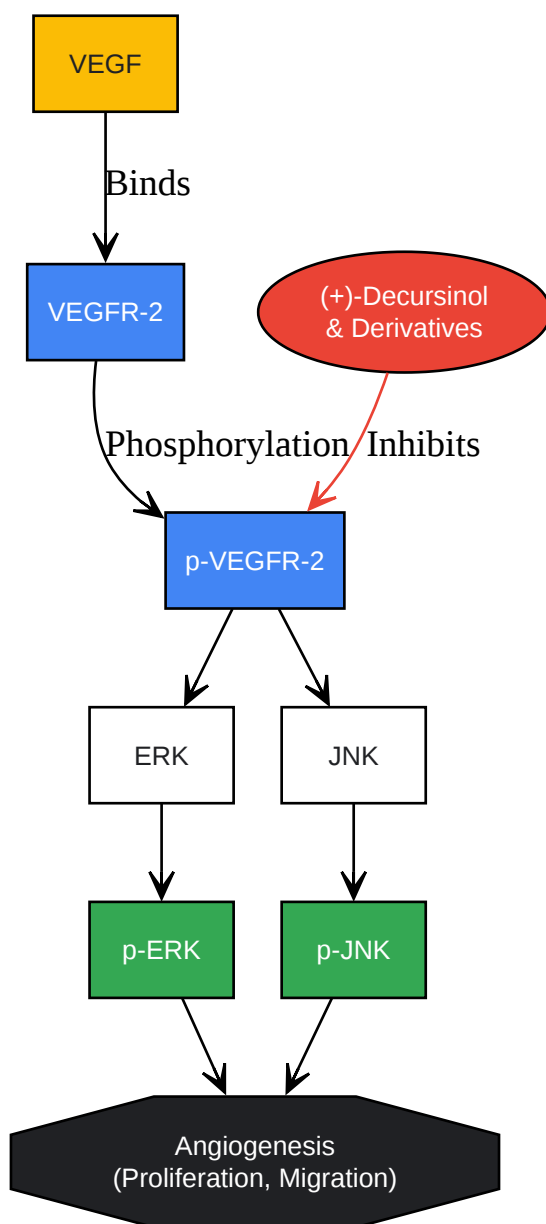 VEGF
Binds
VEGFR-2
(+)-Decursinol
& Derivatives
Phosphorylation
Inhibits
p-VEGFR-2
ERK
JNK
p-ERK
p-JNK
Angiogenesis
(Proliferation, Migration)